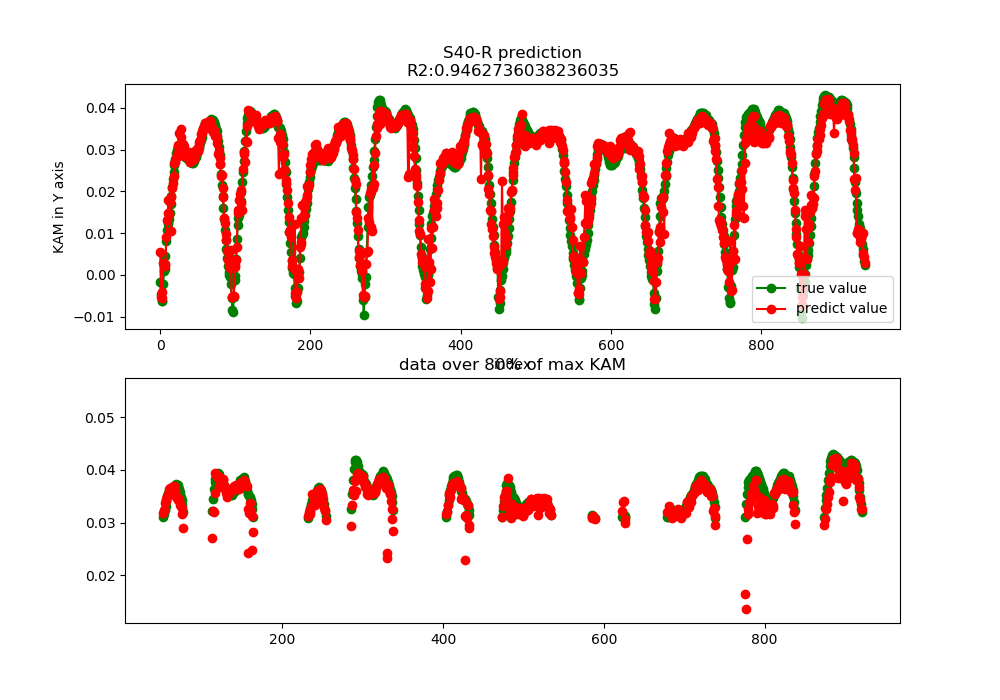 S40-R prediction
R2:0.9462736038236035
KAM in Y axis
0.04
0.03
0.02
0.01
0.00
−0.01
true value
predict value
0 200 400 600 800
index
data over 80% of max KAM
0.05
0.04
0.03
0.02
200 400 600 800